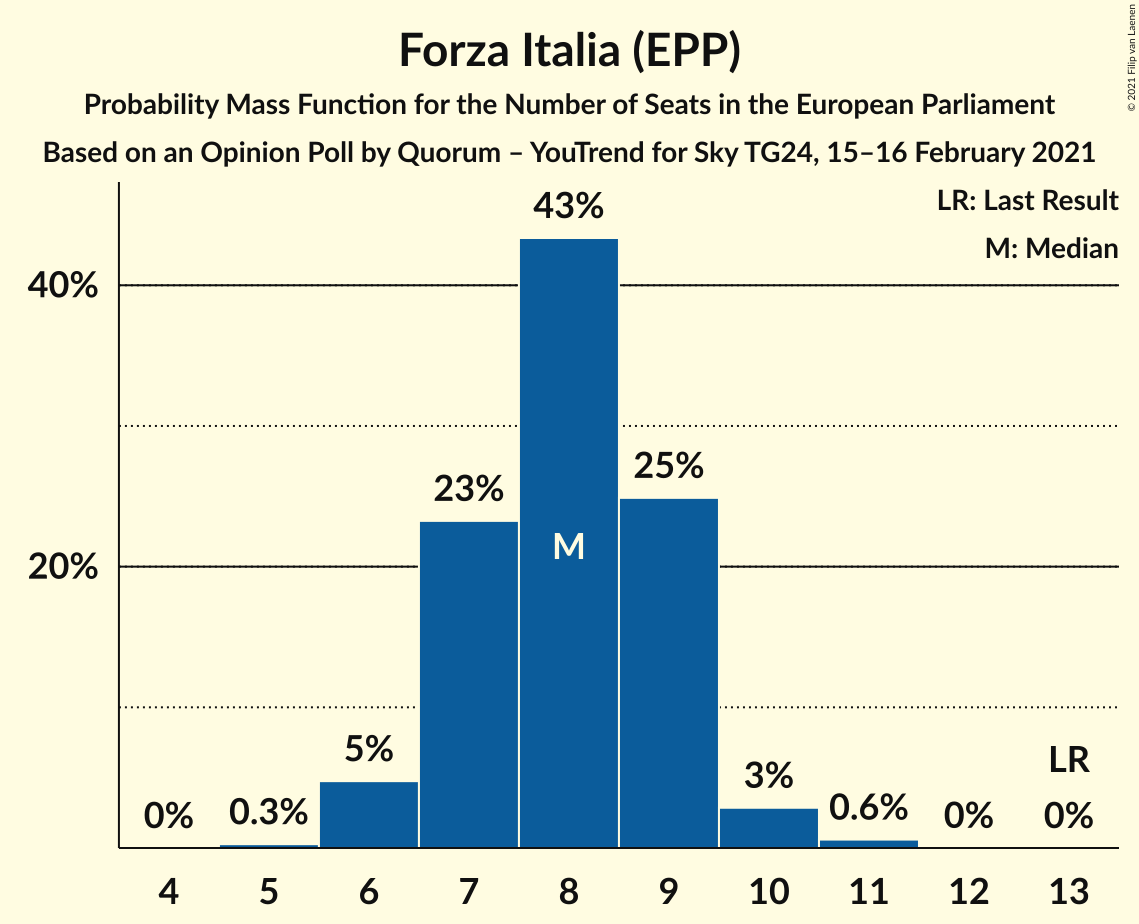 Forza Italia (EPP)
Probability Mass Function for the Number of Seats in the European Parliament
Based on an Opinion Poll by Quorum – YouTrend for Sky TG24, 15–16 February 2021
© 2021 Filip van Laenen
LR: Last Result
M: Median
40%
20%
0%
0.3%
5%
23%
43%
M
25%
3%
0.6%
0%
LR
0%
4 5 6 7 8 9 10 11 12 13